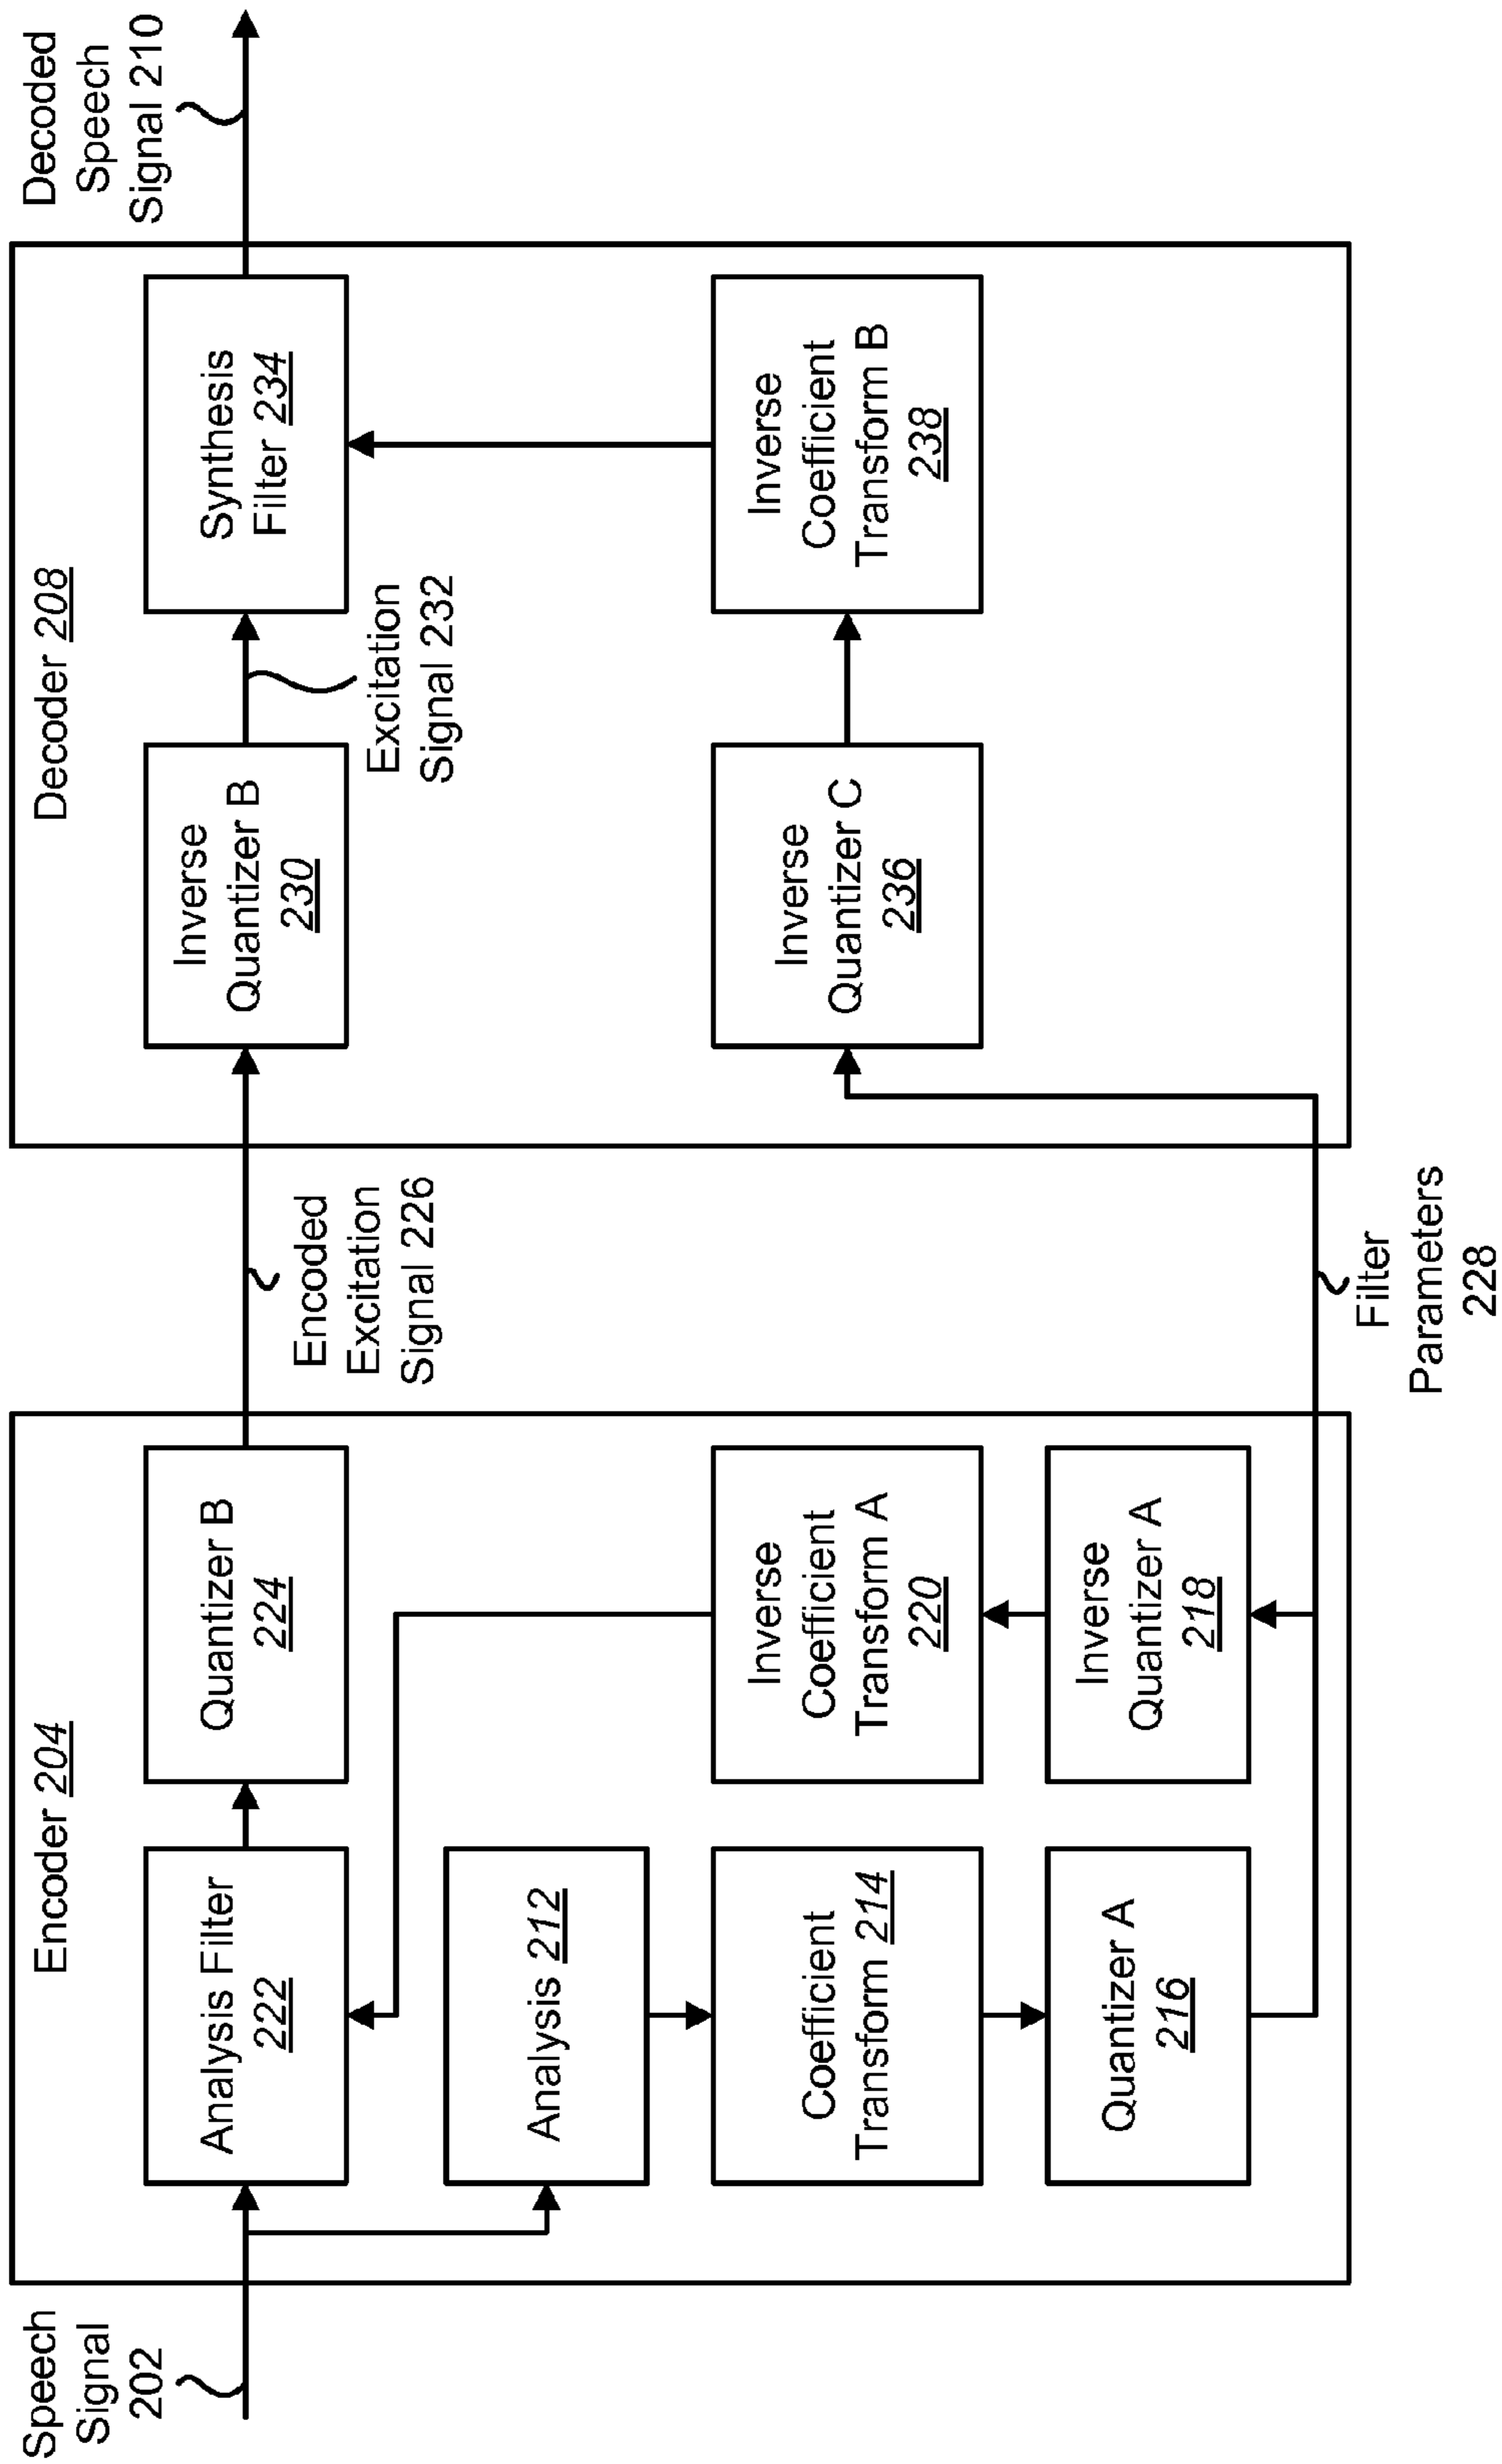 Speech
Signal
202
Encoder 204
Analysis Filter
222
Quantizer B
224
Analysis 212
Coefficient
Transform 214
Inverse
Coefficient
Transform A
220
Quantizer A
216
Inverse
Quantizer A
218
Encoded
Excitation
Signal 226
Filter
Parameters
228
Decoder 208
Inverse
Quantizer B
230
Excitation
Signal 232
Synthesis
Filter 234
Inverse
Quantizer C
236
Inverse
Coefficient
Transform B
238
Decoded
Speech
Signal 210